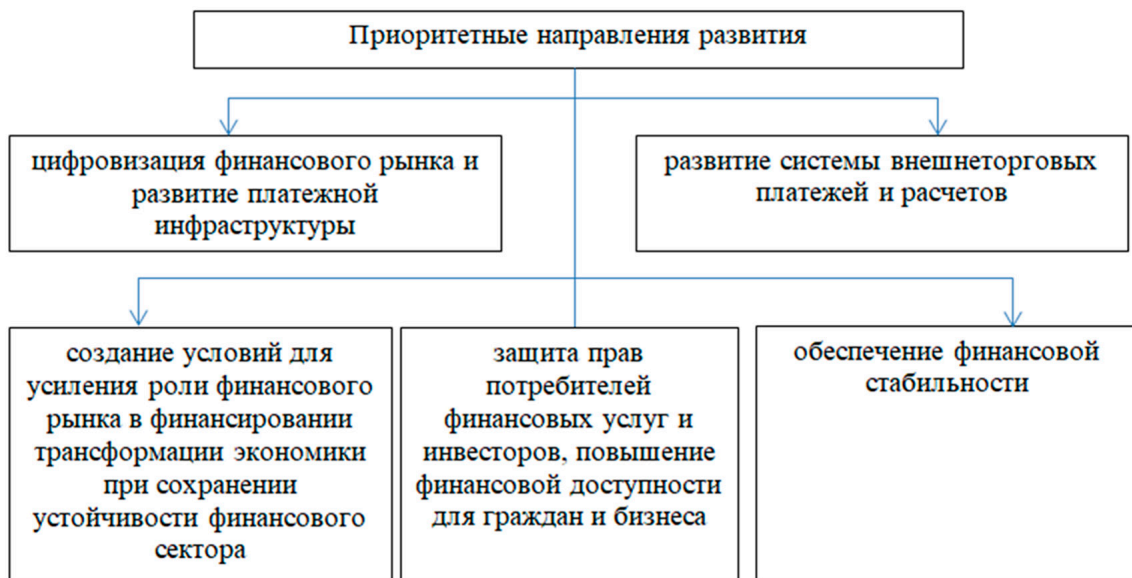 Приоритетные направления развития
цифровизация финансового рынка и
развитие платежной
инфраструктуры
развитие системы внешнеторговых
платежей и расчетов
создание условий для
усиления роли финансового
рынка в финансировании
трансформации экономики
при сохранении
устойчивости финансового
сектора
защита прав
потребителей
финансовых услуг и
инвесторов, повышение
финансовой доступности
для граждан и бизнеса
обеспечение финансовой
стабильности